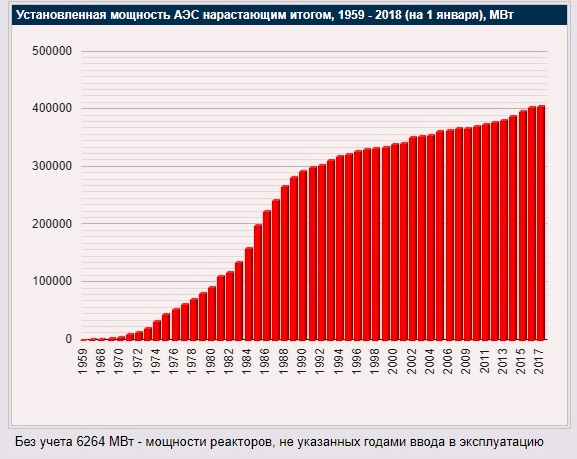 Установленная мощность АЭС нарастающим итогом, 1959 - 2018 (на 1 января), МВт
500000
400000
300000
200000
100000
0
1959 1968 1970 1972 1974 1976 1978 1980 1982 1984 1986 1988 1990 1992 1994 1996 1998 2000 2002 2004 2006 2009 2011 2013 2015 2017
Без учета 6264 МВт - мощности реакторов, не указанных годами ввода в эксплуатацию